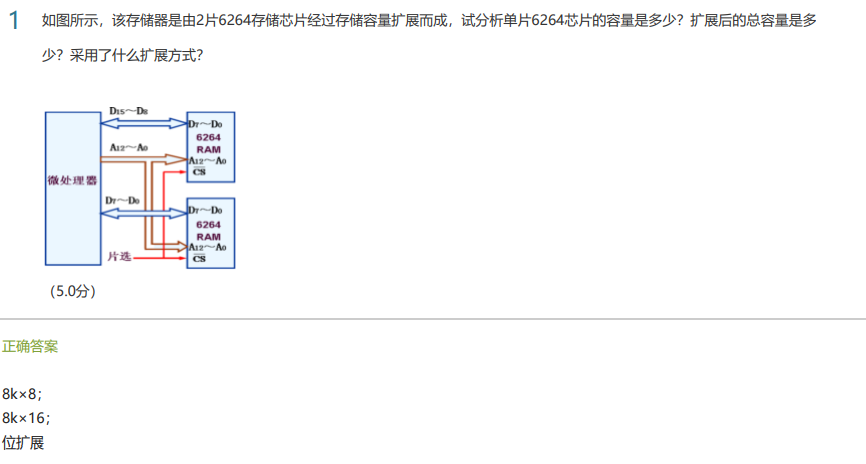 1 如图所示，该存储器是由2片6264存储芯片经过存储容量扩展而成，试分析单片6264芯片的容量是多少？扩展后的总容量是多
少？采用了什么扩展方式？
D15～D8
D7～D0
6264
RAM
A12～A0
A12～A0
CS
微处理器
D7～D0
D7～D0
6264
RAM
A12～A0
片选
CS
（5.0分）
正确答案
8k×8；
8k×16；
位扩展